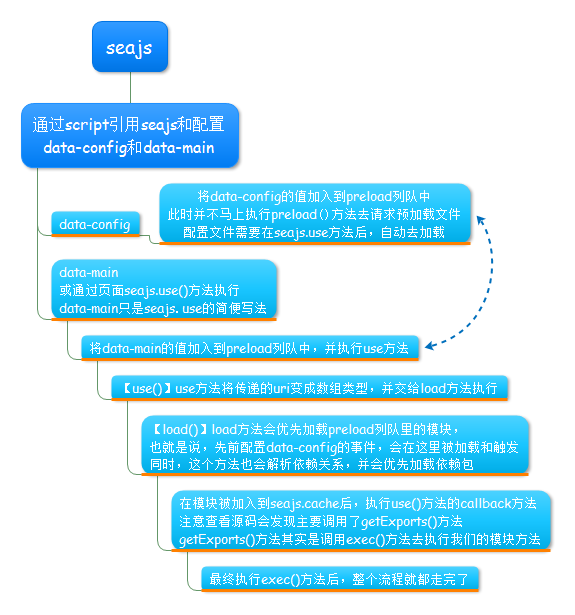 seajs
通过script引用seajs和配置
data-config和data-main
data-config
将data-config的值加入到preload列队中
此时并不马上执行preload()方法去请求预加载文件
配置文件需要在seajs.use方法后，自动去加载
data-main
或通过页面seajs.use()方法执行
data-main只是seajs. use的简便写法
将data-main的值加入到preload列队中，并执行use方法
【use()】use方法将传递的uri变成数组类型，并交给load方法执行
【load()】load方法会优先加载preload列队里的模块，
也就是说，先前配置data-config的事件，会在这里被加载和触发
同时，这个方法也会解析依赖关系，并会优先加载依赖包
在模块被加入到seajs.cache后，执行use()方法的callback方法
注意查看源码会发现主要调用了getExports()方法
getExports()方法其实是调用exec()方法去执行我们的模块方法
最终执行exec()方法后，整个流程就都走完了